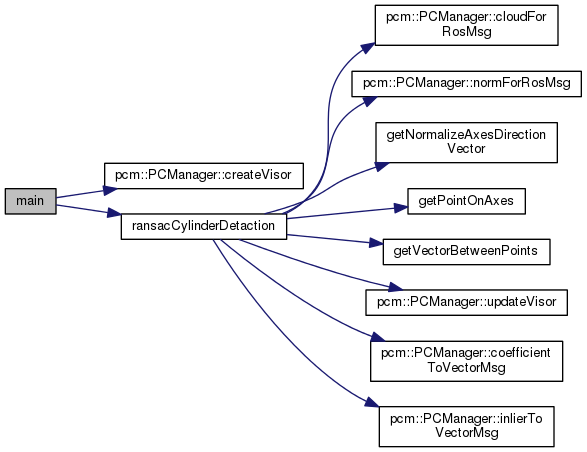 main
pcm::PCManager::createVisor
ransacCylinderDetaction
pcm::PCManager::cloudFor
RosMsg
pcm::PCManager::normForRosMsg
getNormalizeAxesDirection
Vector
getPointOnAxes
getVectorBetweenPoints
pcm::PCManager::updateVisor
pcm::PCManager::coefficient
ToVectorMsg
pcm::PCManager::inlierTo
VectorMsg